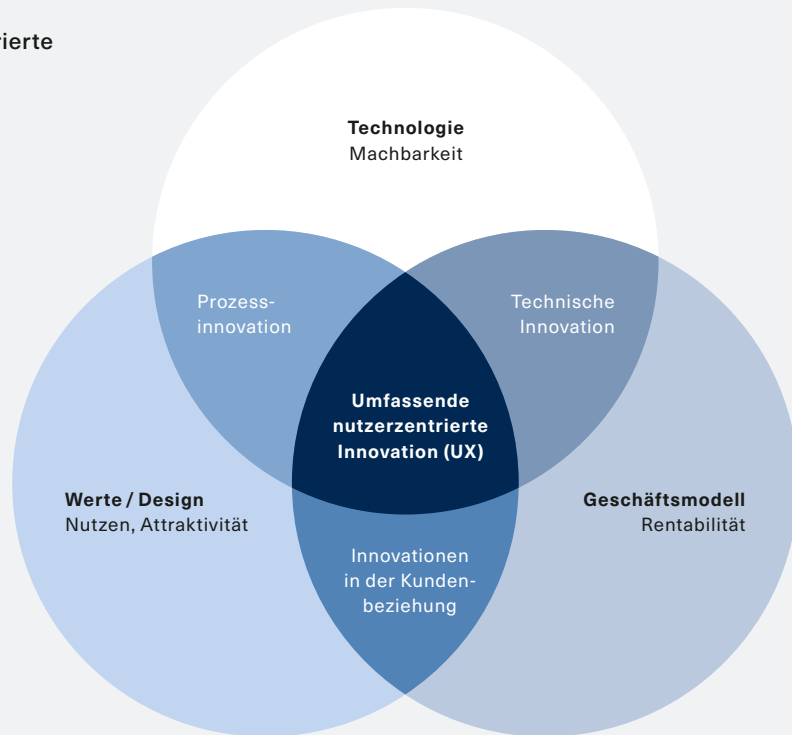 rierte
Technologie
Machbarkeit
Prozess-
innovation
Technische
Innovation
Umfassende
nutzerzentrierte
Innovation (UX)
Werte / Design
Nutzen, Attraktivität
Geschäftsmodell
Rentabilität
Innovationen
in der Kunden-
beziehung